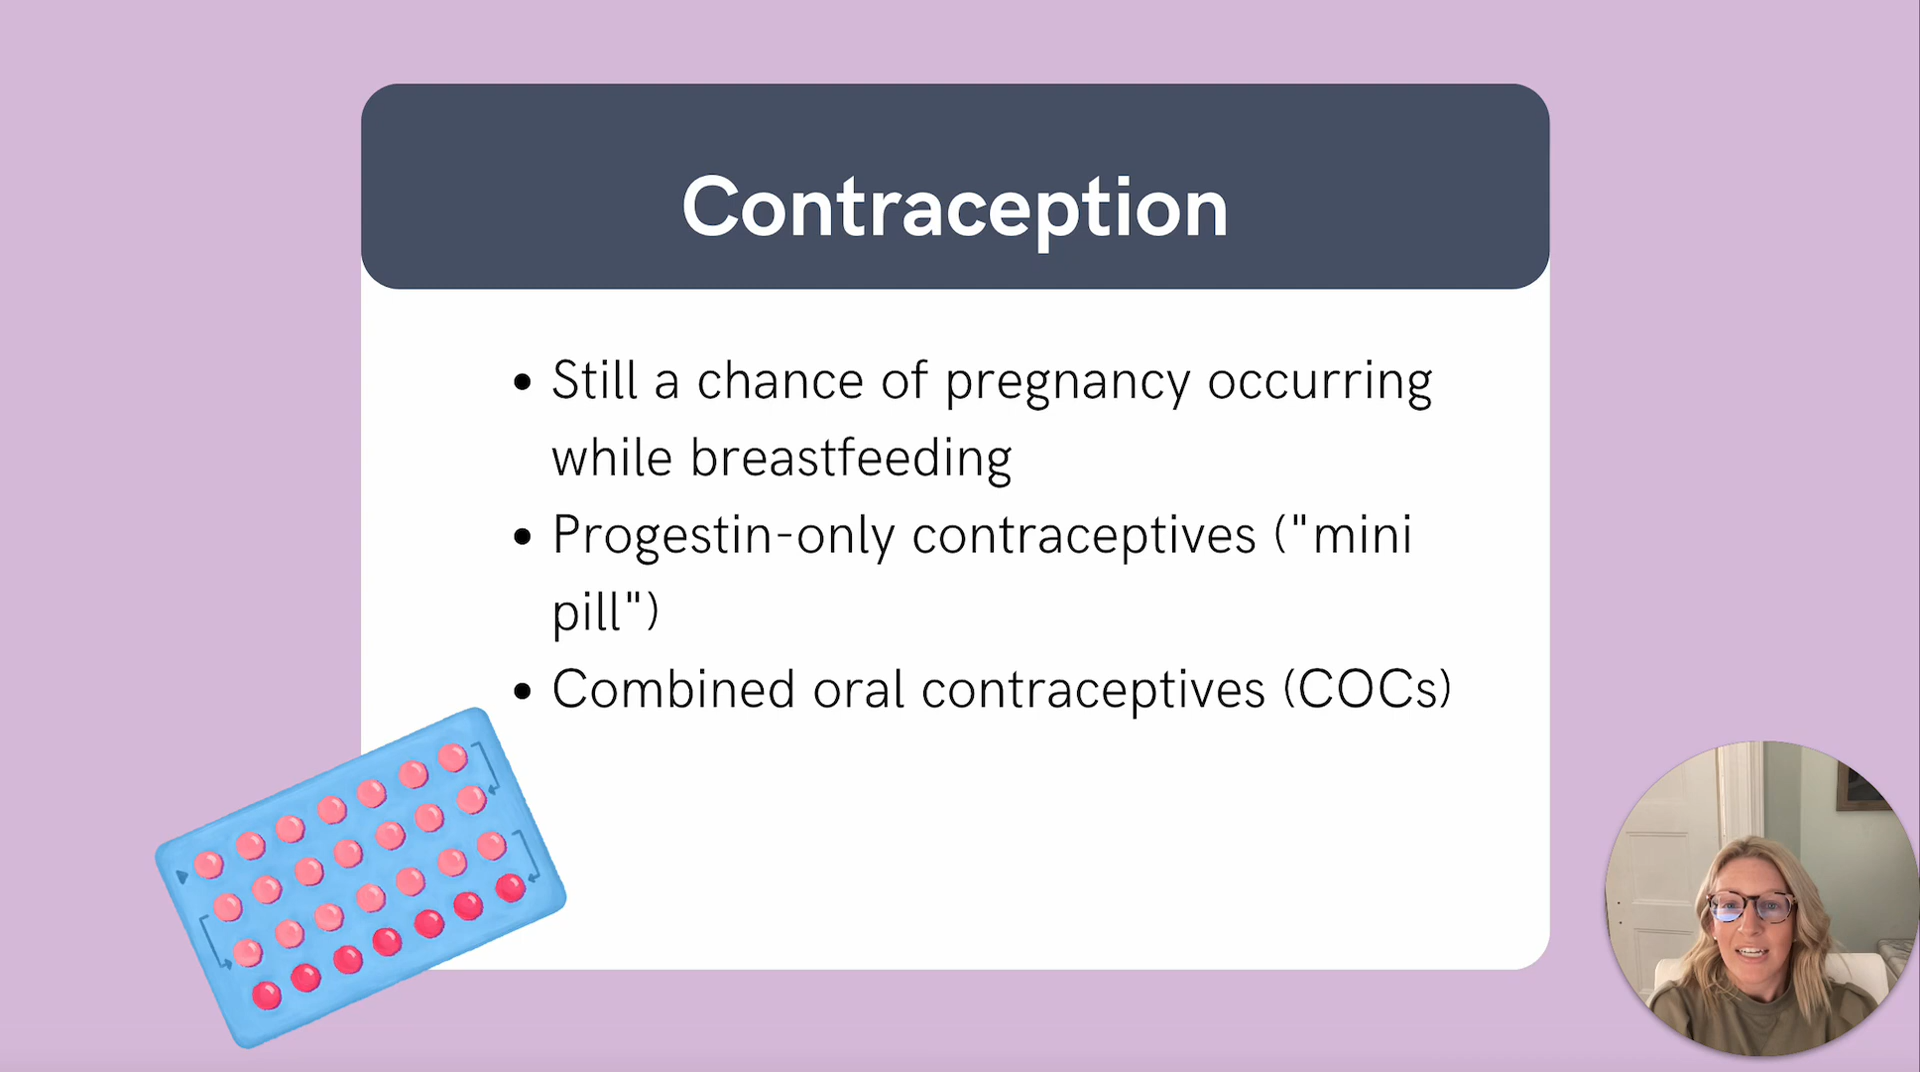 Contraception
• Still a chance of pregnancy occurring
while breastfeeding
• Progestin-only contraceptives ("mini
pill")
• Combined oral contraceptives (COCs)